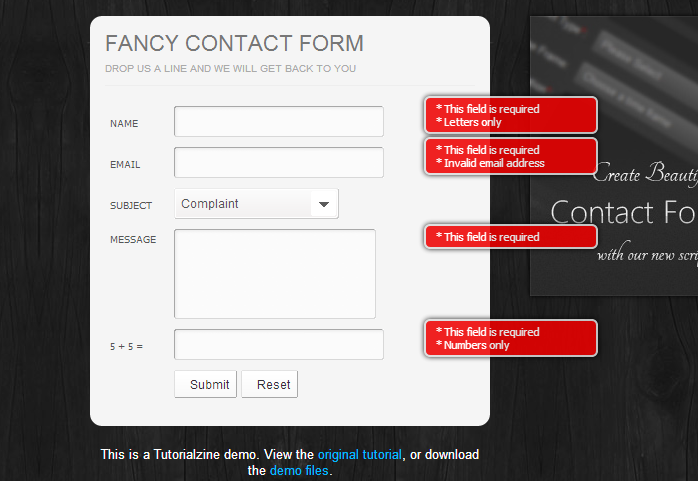 FANCY CONTACT FORM
DROP US A LINE AND WE WILL GET BACK TO YOU
NAME
* This field is required
* Letters only
EMAIL
* This field is required
* Invalid email address
SUBJECT
Complaint
MESSAGE
* This field is required
5 + 5 =
* This field is required
* Numbers only
Submit
Reset
Create Beautif
Contact Fo
with our new scri
This is a Tutorialzine demo. View the original tutorial, or download
the demo files.